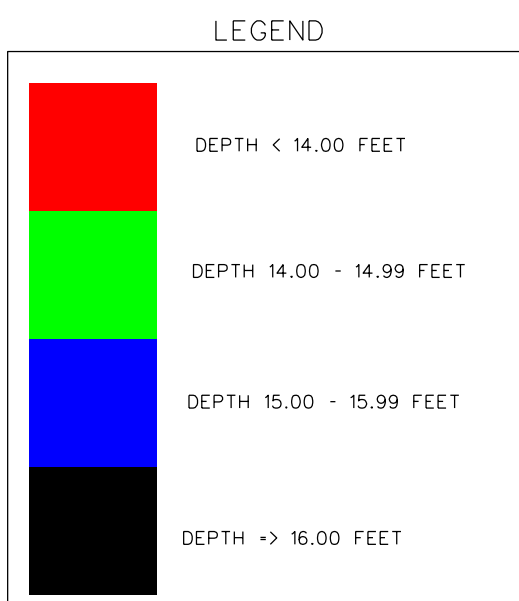 LEGEND
DEPTH < 14.00 FEET
DEPTH 14.00 - 14.99 FEET
DEPTH 15.00 - 15.99 FEET
DEPTH => 16.00 FEET